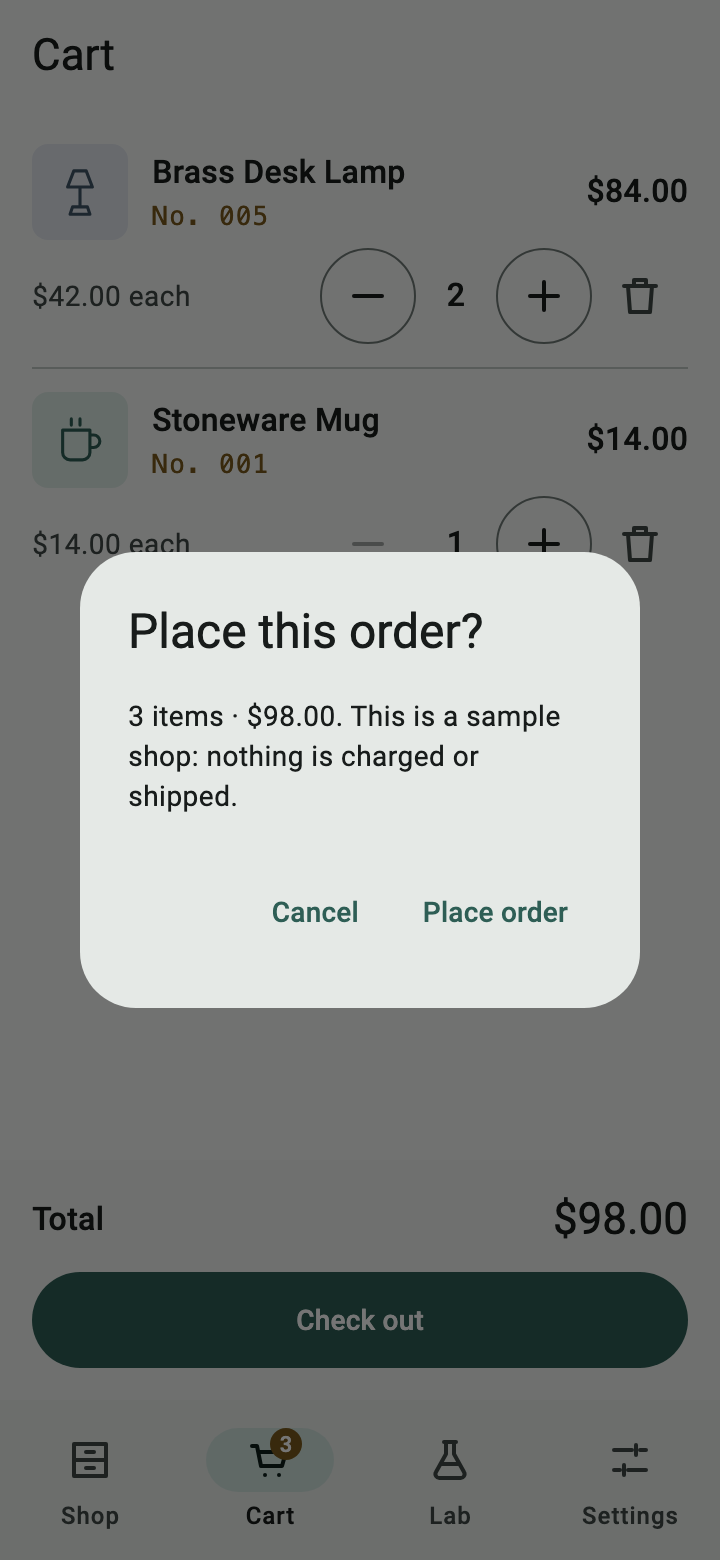 Cart
Brass Desk Lamp
No. 005
$84.00
$42.00 each
2
Stoneware Mug
No. 001
$14.00
$14.00 each
1
Place this order?
3 items · $98.00. This is a sample
shop: nothing is charged or
shipped.
Cancel
Place order
Total
$98.00
Check out
3
Shop
Cart
Lab
Settings